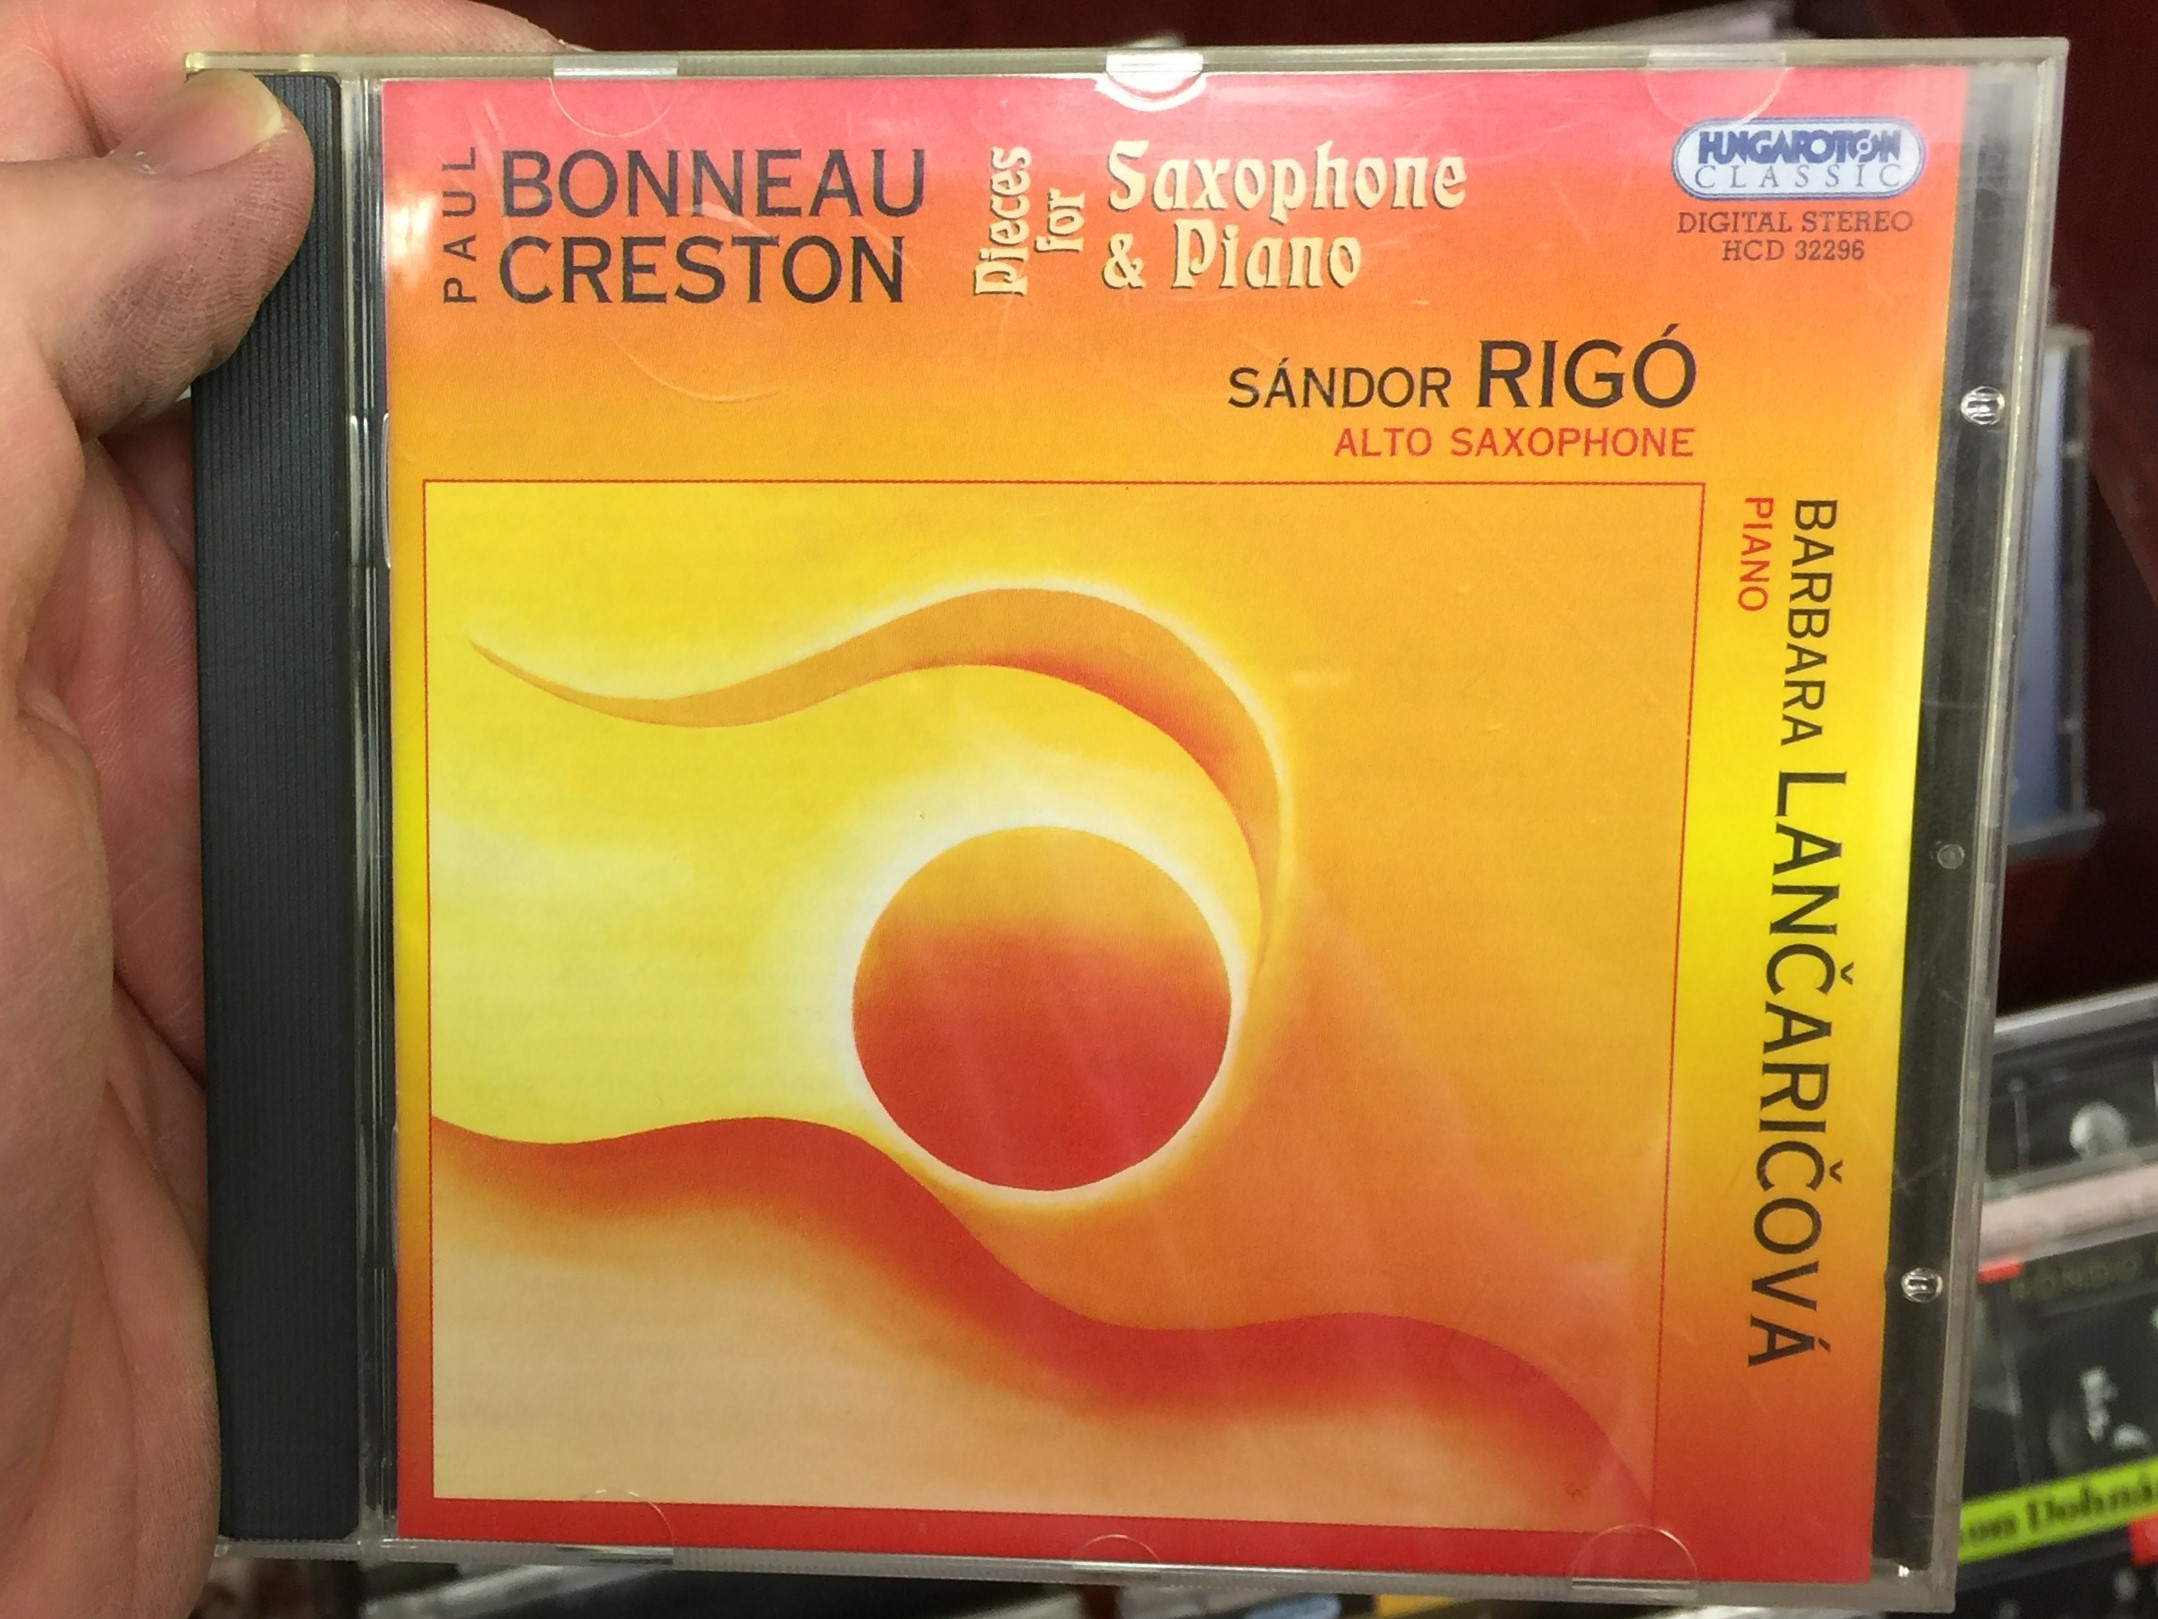 PAUL
BONNEAU
CRESTON
Pieces
for
Saxophone
& Piano
HUNGAROTON
CLASSIC
DIGITAL STEREO
HCD 32296
SÁNDOR RIGÓ
ALTO SAXOPHONE
BARBARA LANČARIČOVÁ
PIANO